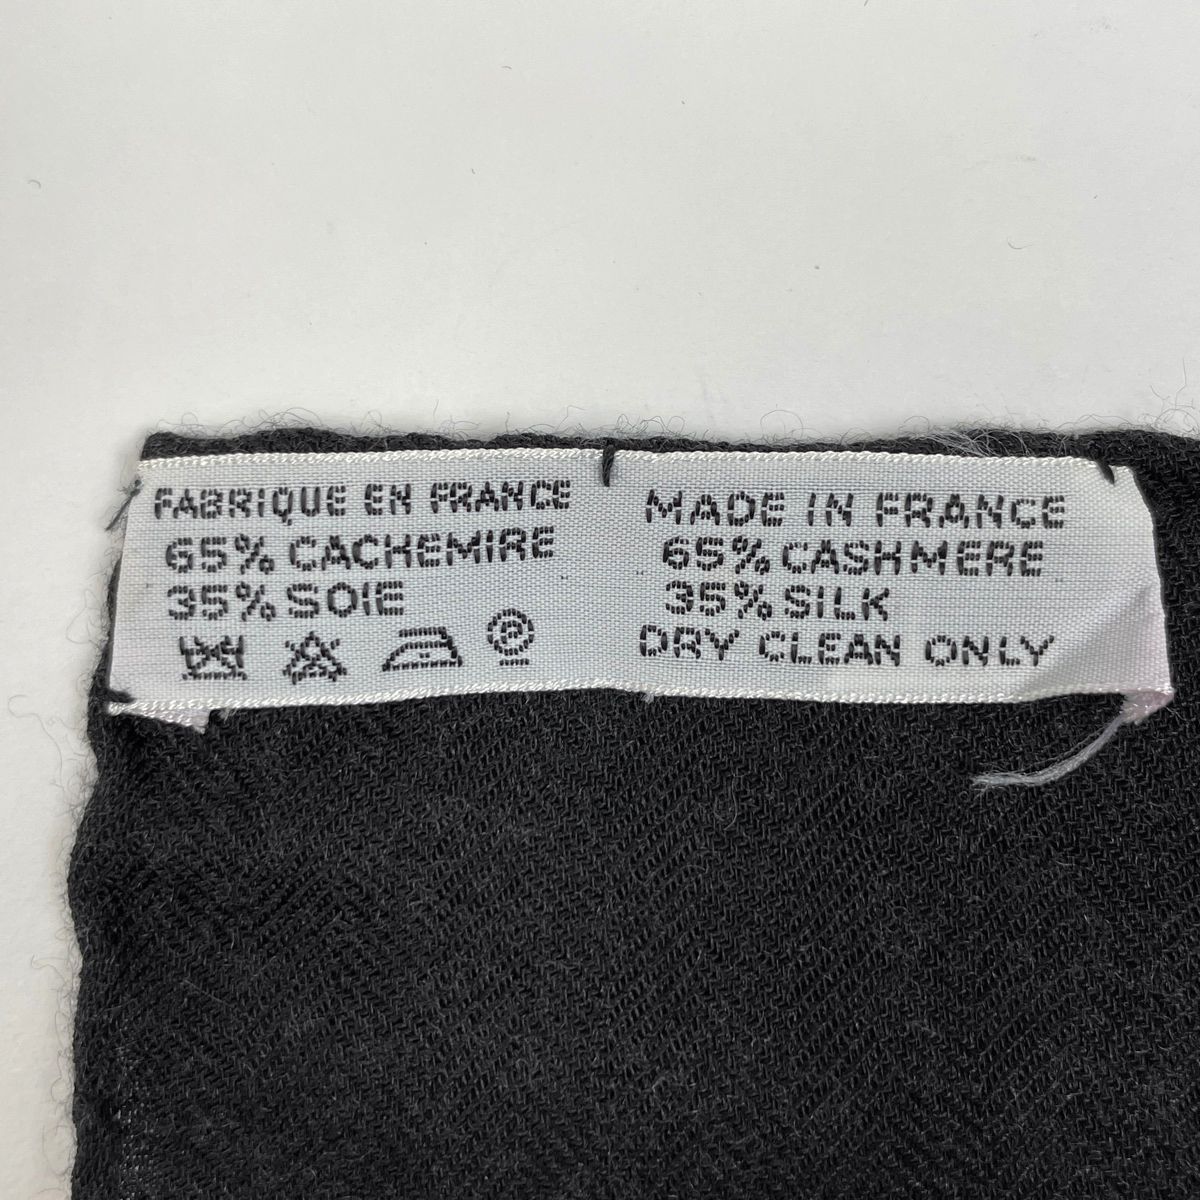 FABRIQUE EN FRANCE
65% CACHEMIRE
35% SOIE
P
MADE IN FRANCE
65% CASHMERE
35% SILK
DRY CLEAN ONLY